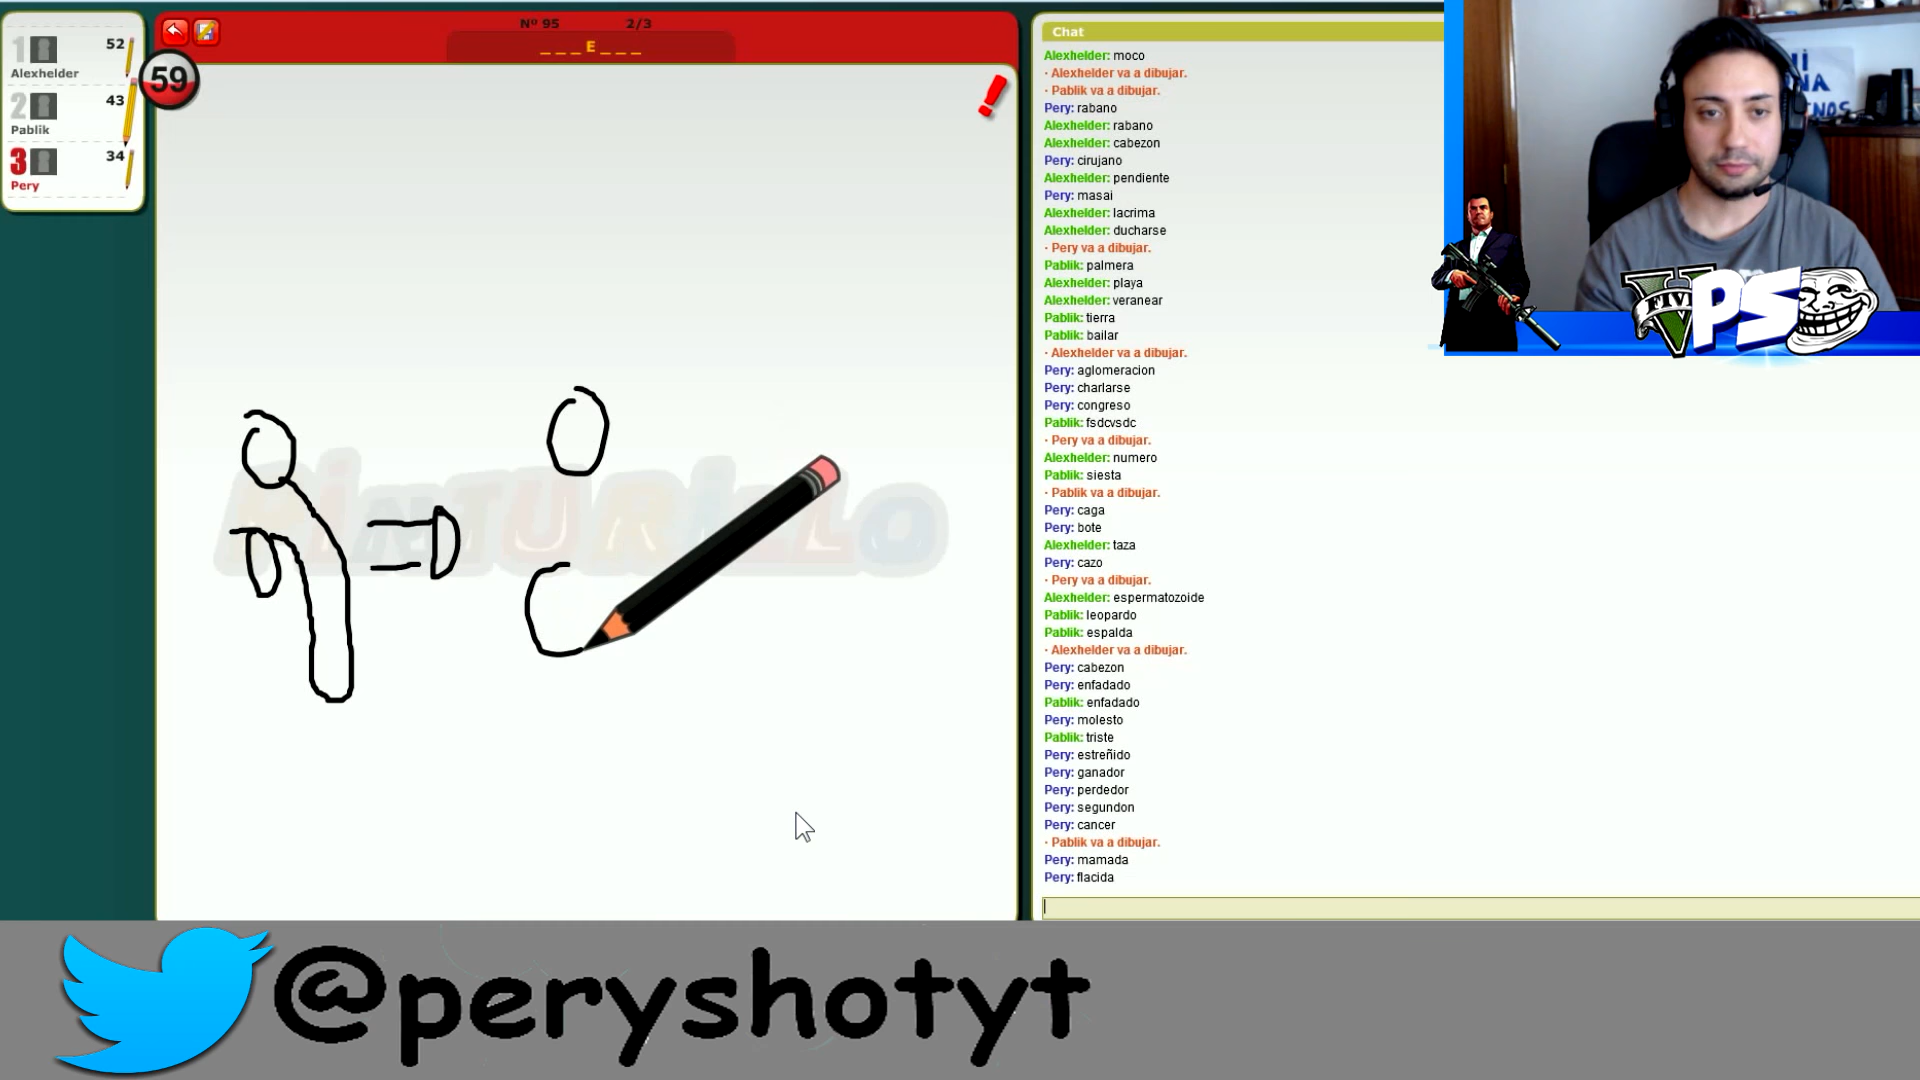 Nº 95 2/3
_ _ _ E _ _ _
1 52
Alexhelder
59
2 43
Pablik
3 34
Pery
PINTURILLO
Chat
Alexhelder: moco
· Alexhelder va a dibujar.
· Pablik va a dibujar.
Pery: rabano
Alexhelder: rabano
Alexhelder: cabezon
Pery: cirujano
Alexhelder: pendiente
Pery: masai
Alexhelder: lacrima
Alexhelder: ducharse
· Pery va a dibujar.
Pablik: palmera
Alexhelder: playa
Alexhelder: veranear
Pablik: tierra
Pablik: bailar
· Alexhelder va a dibujar.
Pery: aglomeracion
Pery: charlarse
Pery: congreso
Pablik: fsdcvsdc
· Pery va a dibujar.
Alexhelder: numero
Pablik: siesta
· Pablik va a dibujar.
Pery: caga
Pery: bote
Alexhelder: taza
Pery: cazo
· Pery va a dibujar.
Alexhelder: espermatozoide
Pablik: leopardo
Pablik: espalda
· Alexhelder va a dibujar.
Pery: cabezon
Pery: enfadado
Pablik: enfadado
Pery: molesto
Pablik: triste
Pery: estreñido
Pery: ganador
Pery: perdedor
Pery: segundon
Pery: cancer
· Pablik va a dibujar.
Pery: mamada
Pery: flacida
V FIVE PS
@peryshotyt